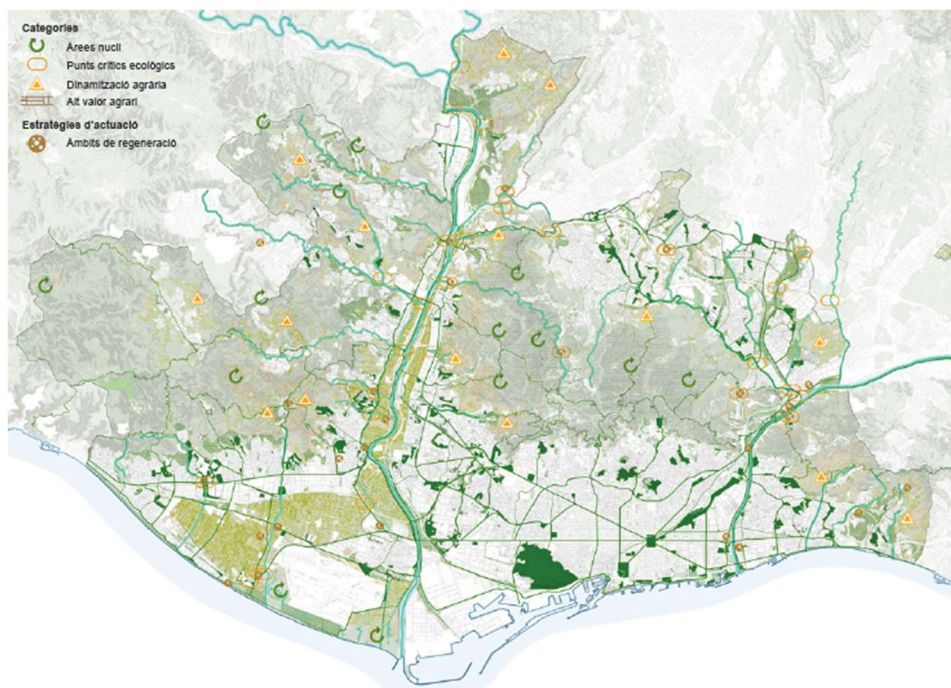 Categories
Àrees nucli
Punts crítics ecològics
Dinamització agrària
Alt valor agrari
Estratègies d'actuació
Àmbits de regeneració